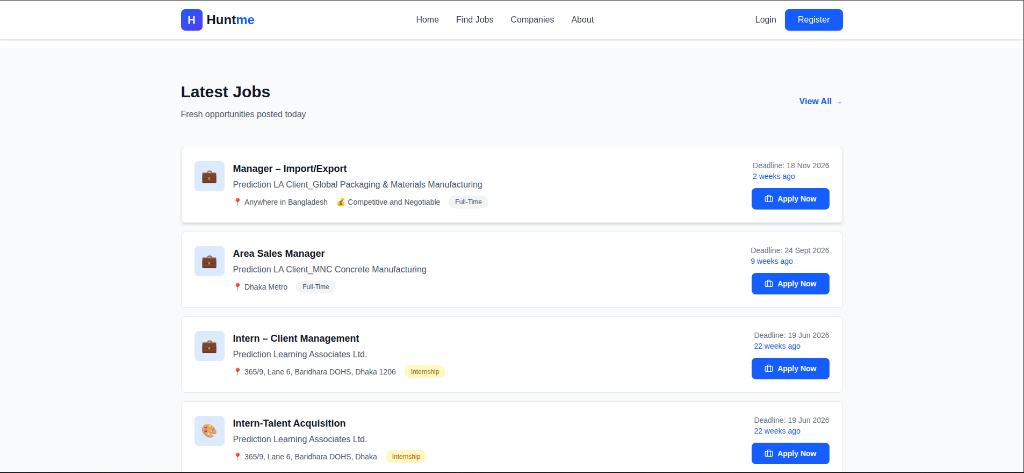 H Huntme Home Find Jobs Companies About Login Register
Latest Jobs
View All →
Fresh opportunities posted today
Manager – Import/Export
Prediction LA Client_Global Packaging & Materials Manufacturing
Anywhere in Bangladesh Competitive and Negotiable Full-Time
Deadline: 18 Nov 2026
2 weeks ago
Apply Now
Area Sales Manager
Prediction LA Client_MNC Concrete Manufacturing
Dhaka Metro Full-Time
Deadline: 24 Sept 2026
9 weeks ago
Apply Now
Intern – Client Management
Prediction Learning Associates Ltd.
365/9, Lane 6, Baridhara DOHS, Dhaka 1206 Internship
Deadline: 19 Jun 2026
22 weeks ago
Apply Now
Intern-Talent Acquisition
Prediction Learning Associates Ltd.
365/9, Lane 6, Baridhara DOHS, Dhaka Internship
Deadline: 19 Jun 2026
22 weeks ago
Apply Now